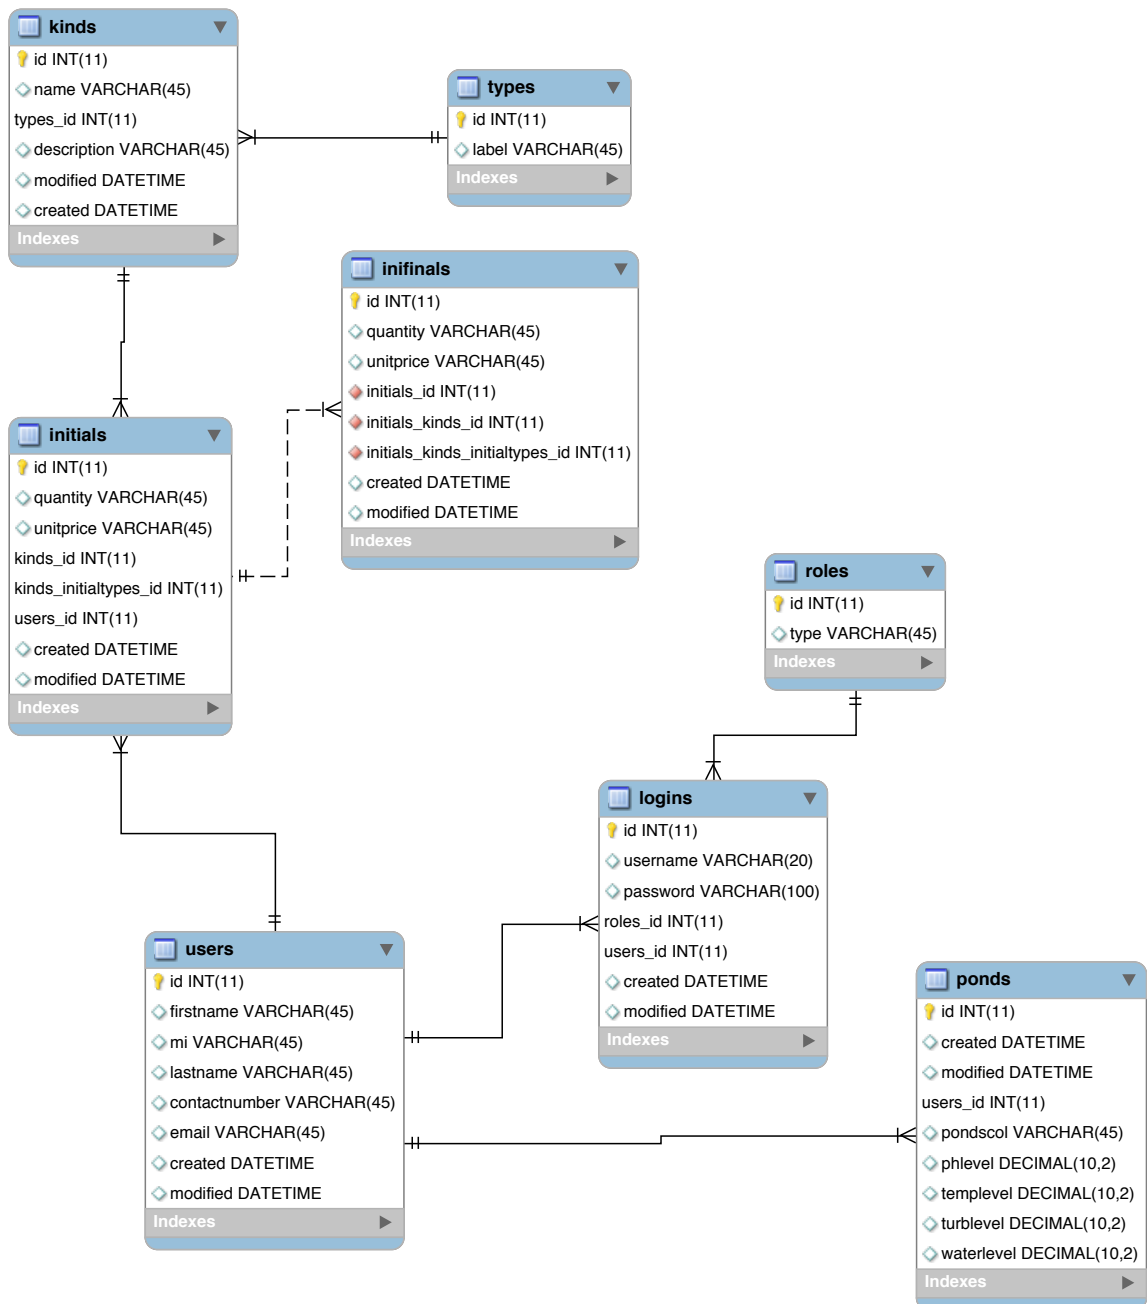 kinds
id INT(11)
name VARCHAR(45)
types_id INT(11)
description VARCHAR(45)
modified DATETIME
created DATETIME
Indexes
types
id INT(11)
label VARCHAR(45)
Indexes
inifinals
id INT(11)
quantity VARCHAR(45)
unitprice VARCHAR(45)
initials_id INT(11)
initials_kinds_id INT(11)
initials_kinds_initialtypes_id INT(11)
created DATETIME
modified DATETIME
Indexes
initials
id INT(11)
quantity VARCHAR(45)
unitprice VARCHAR(45)
kinds_id INT(11)
kinds_initialtypes_id INT(11)
users_id INT(11)
created DATETIME
modified DATETIME
Indexes
roles
id INT(11)
type VARCHAR(45)
Indexes
logins
id INT(11)
username VARCHAR(20)
password VARCHAR(100)
roles_id INT(11)
users_id INT(11)
created DATETIME
modified DATETIME
Indexes
users
id INT(11)
firstname VARCHAR(45)
mi VARCHAR(45)
lastname VARCHAR(45)
contactnumber VARCHAR(45)
email VARCHAR(45)
created DATETIME
modified DATETIME
Indexes
ponds
id INT(11)
created DATETIME
modified DATETIME
users_id INT(11)
pondscol VARCHAR(45)
phlevel DECIMAL(10,2)
templevel DECIMAL(10,2)
turblevel DECIMAL(10,2)
waterlevel DECIMAL(10,2)
Indexes